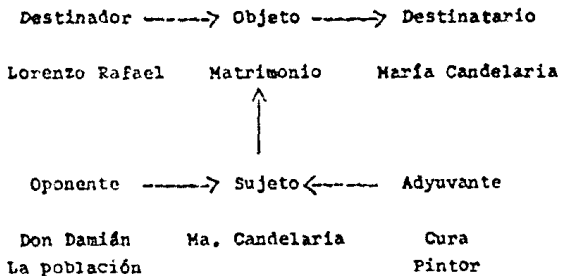 Destinador -----> Objeto -----> Destinatario
Lorenzo Rafael Matrimonio María Candelaria
Oponente -----> Sujeto <----- Adyuvante
Don Damián Ma. Candelaria Cura
La población Pintor